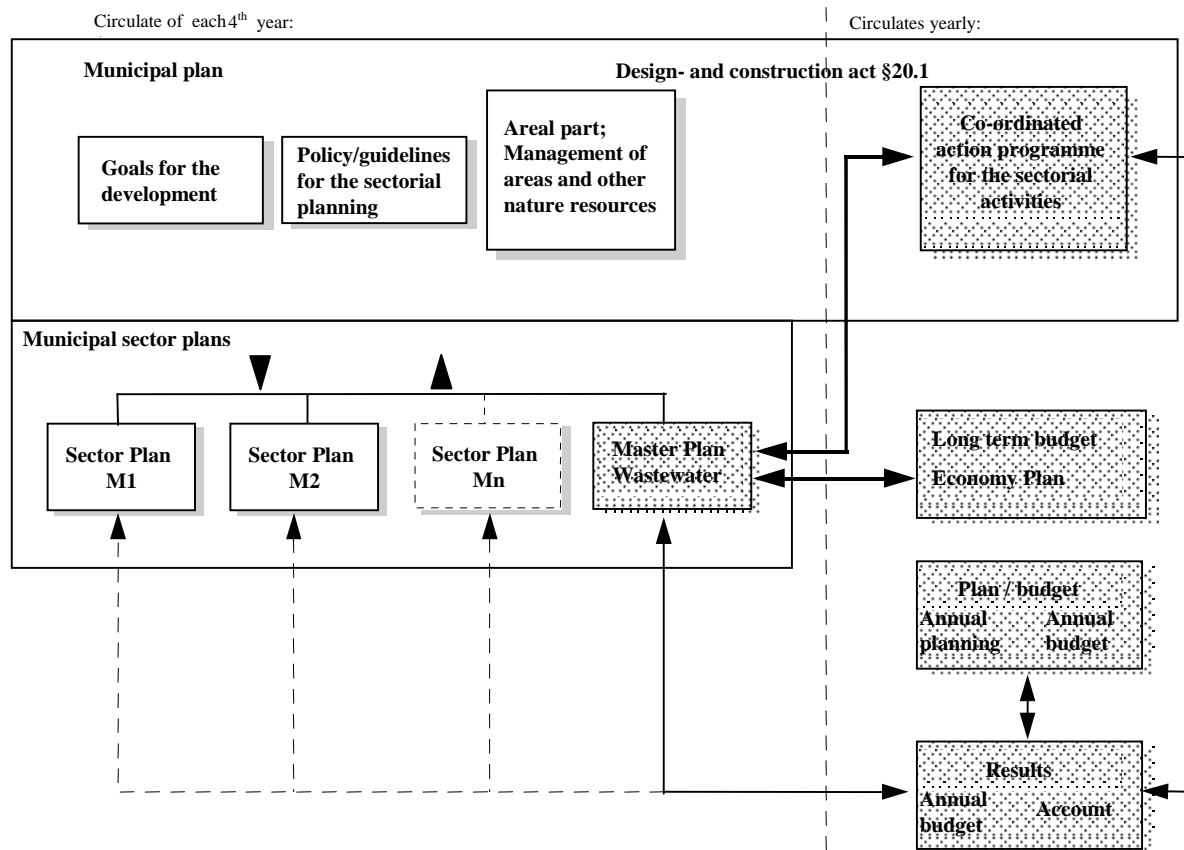 Circulate of each 4th year:
Circulates yearly:
Municipal plan
Design- and construction act §20.1
Goals for the
development
Policy/guidelines
for the sectorial
planning
Areal part;
Management of
areas and other
nature resources
Co-ordinated
action programme
for the sectorial
activities
Municipal sector plans
Sector Plan
M1
Sector Plan
M2
Sector Plan
Mn
Master Plan
Wastewater
Long term budget
Economy Plan
Plan / budget
Annual
planning
Annual
budget
Results
Annual
budget
Account